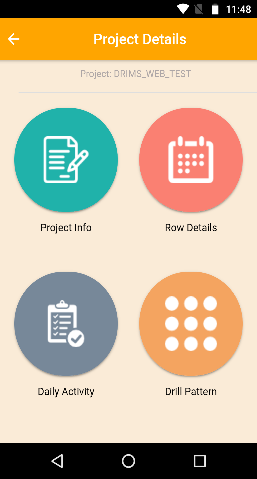 11:48
Project Details
Project: DRIMS_WEB_TEST
Project Info
Row Details
Daily Activity
Drill Pattern